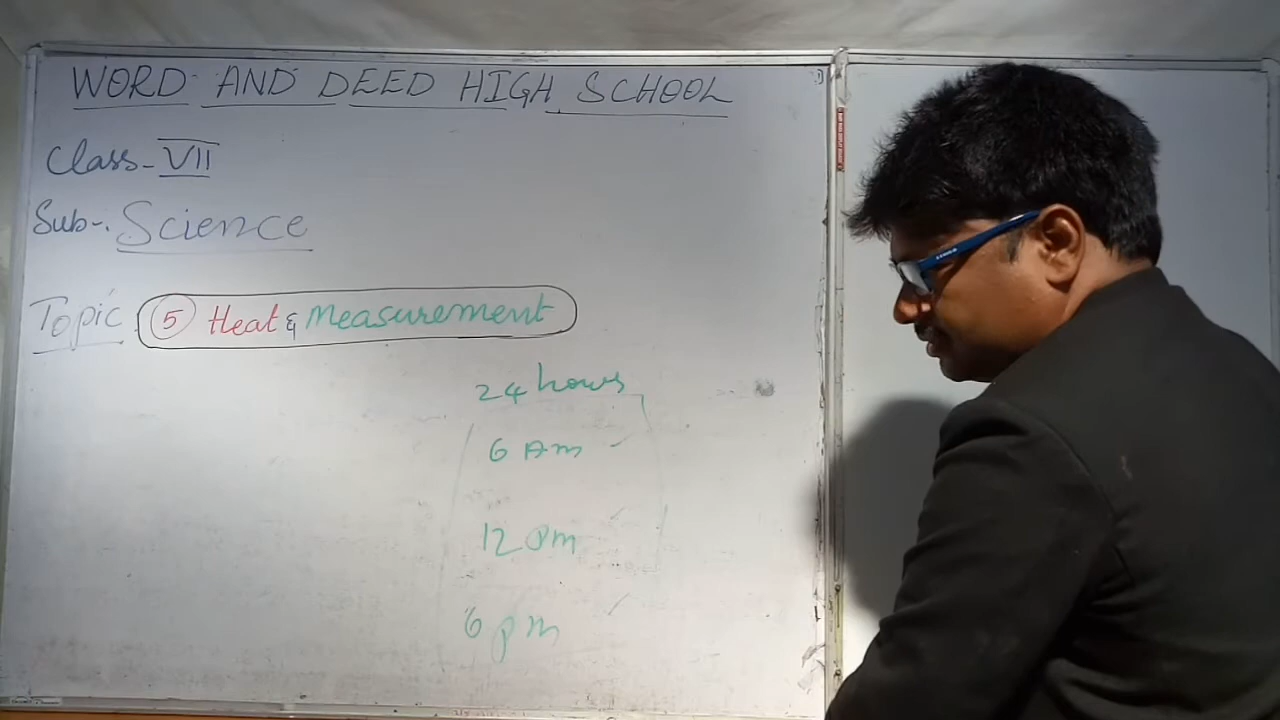 WORD AND DEED HIGH SCHOOL
Class - VII
Sub-. Science
Topic 5 Heat & Measurement
24 hours
6 Am
12 pm
6 pm